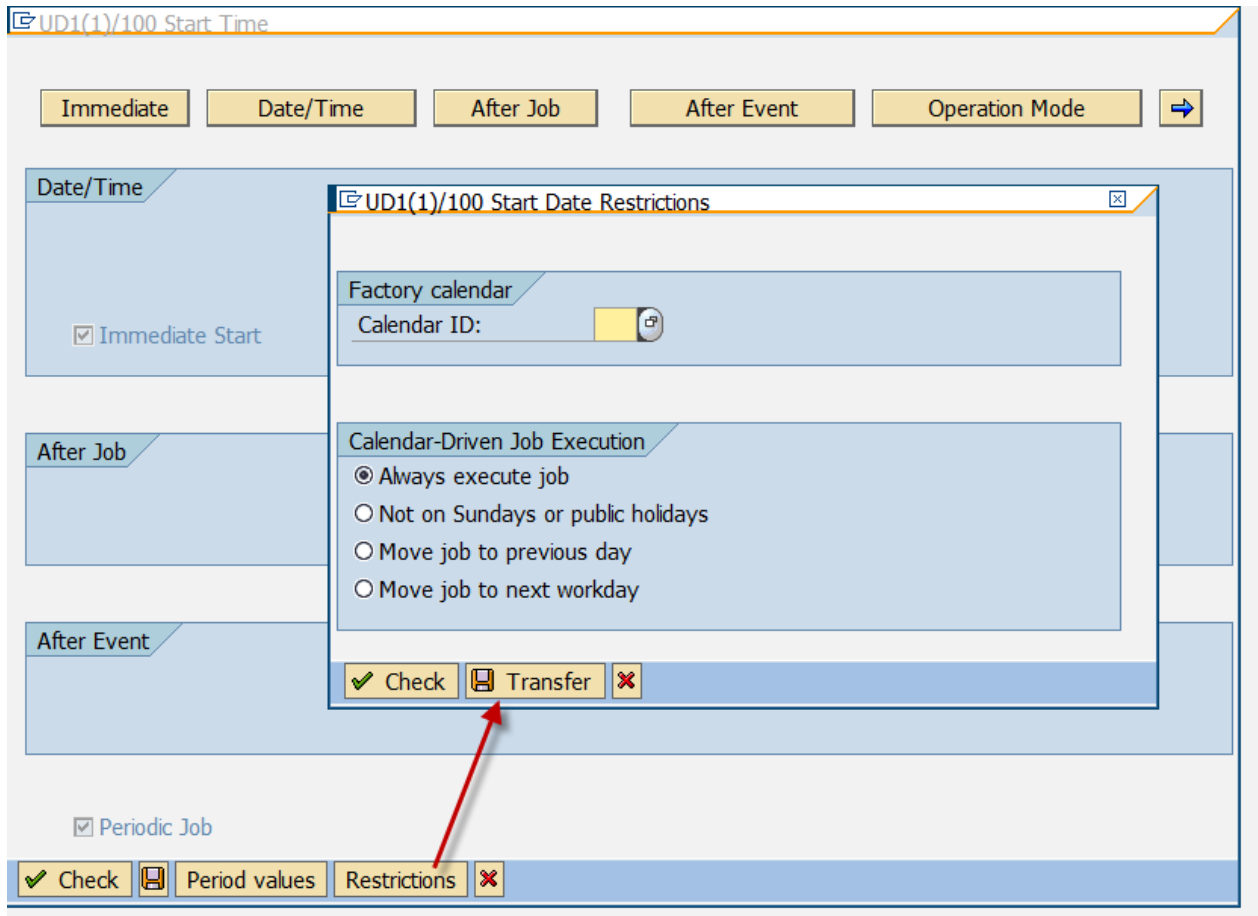 UD1(1)/100 Start Time
Immediate Date/Time After Job After Event Operation Mode
Date/Time
Immediate Start
UD1(1)/100 Start Date Restrictions
Factory calendar
Calendar ID:
Calendar-Driven Job Execution
Always execute job
Not on Sundays or public holidays
Move job to previous day
Move job to next workday
Check Transfer
After Job
After Event
Periodic Job
Check Period values Restrictions